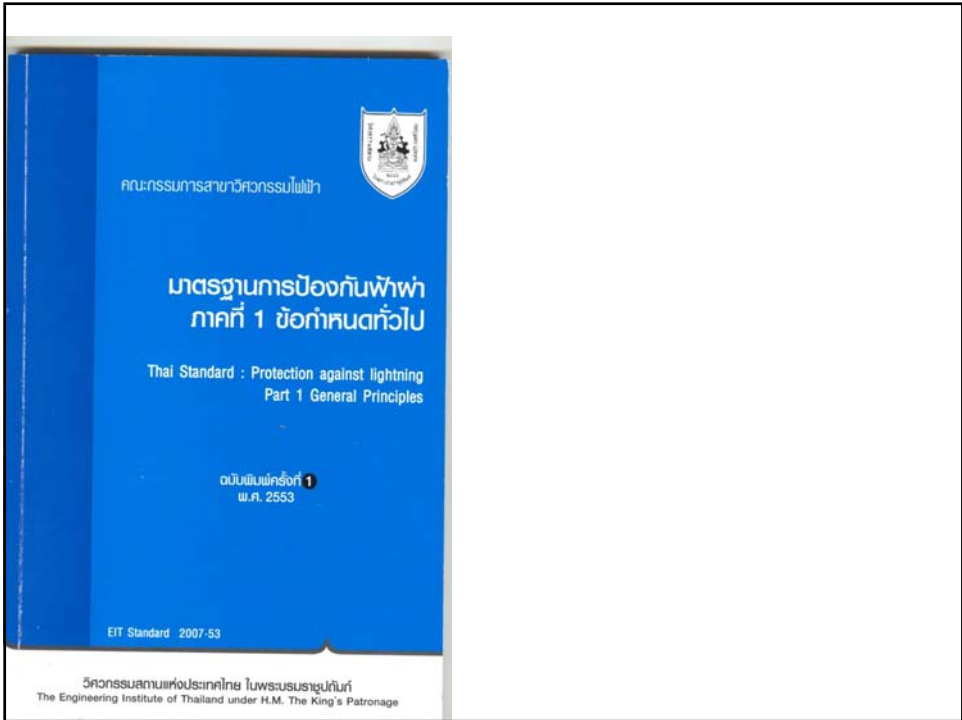 คณะกรรมการสาขาวิศวกรรมไฟฟ้า
มาตรฐานการป้องกันฟ้าผ่า
ภาคที่ 1 ข้อกำหนดทั่วไป
Thai Standard : Protection against lightning
Part 1 General Principles
ฉบับพิมพ์ครั้งที่ 1
พ.ศ. 2553
EIT Standard 2007-53
วิศวกรรมสถานแห่งประเทศไทย ในพระบรมราชูปถัมภ์
The Engineering Institute of Thailand under H.M. The King's Patronage